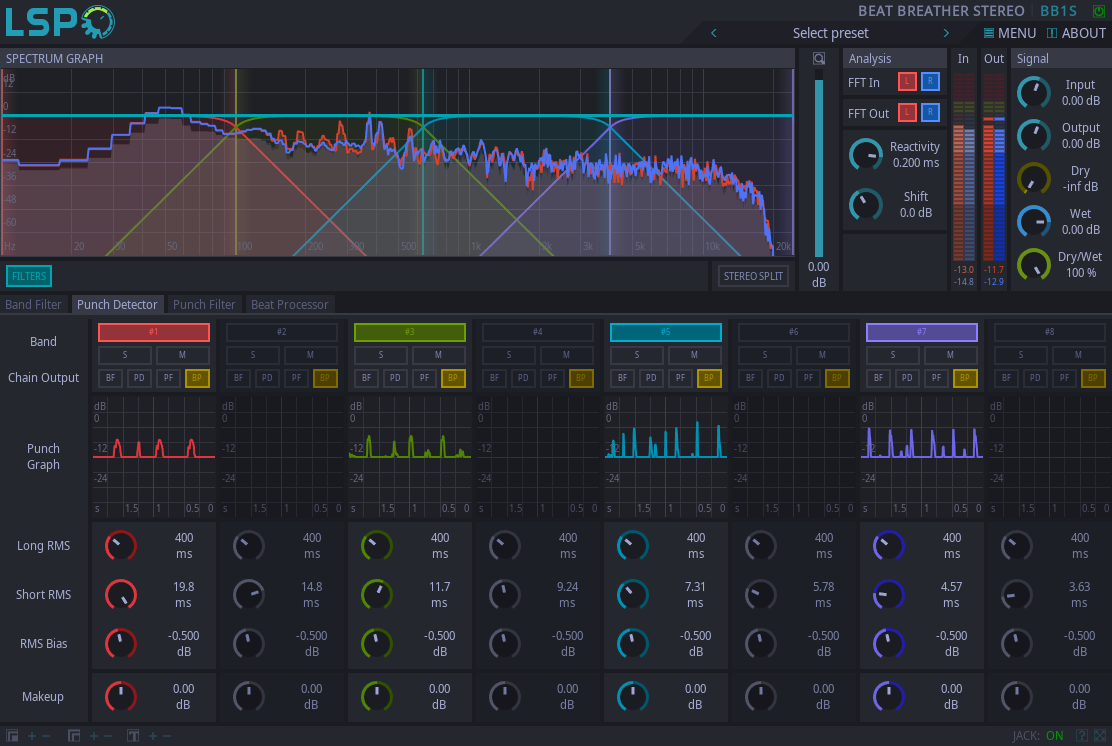 LSP
BEAT BREATHER STEREO BB1S
Select preset
MENU ABOUT
SPECTRUM GRAPH
dB
12
0
-12
-24
-36
-48
-60
Hz 20 30 50 100 200 300 500 1k 2k 3k 5k 10k 20k
FILTERS
STEREO SPLIT
0.00
dB
Analysis
FFT In L R
FFT Out L R
Reactivity
0.200 ms
Shift
0.0 dB
In Out
-13.0 -11.7
-14.8 -12.9
Signal
Input
0.00 dB
Output
0.00 dB
Dry
-inf dB
Wet
0.00 dB
Dry/Wet
100 %
Band Filter Punch Detector Punch Filter Beat Processor
Band #1 #2 #3 #4 #5 #6 #7 #8
S M S M S M S M S M S M S M S M
Chain Output BF PD PF BP BF PD PF BP BF PD PF BP BF PD PF BP BF PD PF BP BF PD PF BP BF PD PF BP BF PD PF BP
dB dB dB dB dB dB dB dB
0 0 0 0 0 0 0 0
Punch
Graph
-12 -12 -12 -12 -12 -12 -12 -12
-24 -24 -24 -24 -24 -24 -24 -24
s 1.5 1 0.5 0 s 1.5 1 0.5 0 s 1.5 1 0.5 0 s 1.5 1 0.5 0 s 1.5 1 0.5 0 s 1.5 1 0.5 0 s 1.5 1 0.5 0 s 1.5 1 0.5 0
Long RMS
400 400 400 400 400 400 400 400
ms ms ms ms ms ms ms ms
Short RMS
19.8 14.8 11.7 9.24 7.31 5.78 4.57 3.63
ms ms ms ms ms ms ms ms
RMS Bias
-0.500 -0.500 -0.500 -0.500 -0.500 -0.500 -0.500 -0.500
dB dB dB dB dB dB dB dB
Makeup
0.00 0.00 0.00 0.00 0.00 0.00 0.00 0.00
dB dB dB dB dB dB dB dB
JACK: ON ?